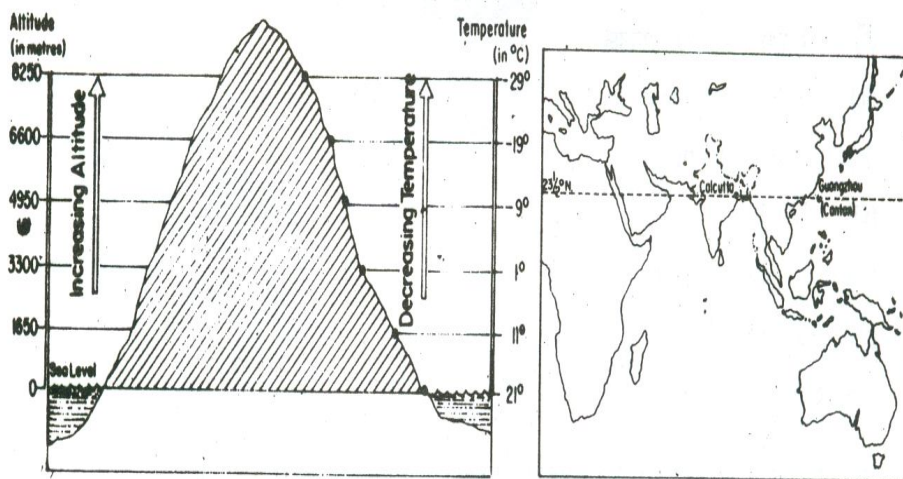 Altitude
(in metres)
8250
6600
4950
3300
1650
0
Increasing Altitude
Sea Level
Temperature
(in °C)
-29°
-19°
-9°
1°
11°
21°
Decreasing Temperature
23½°N
Calcutta
Guangzhou
(Canton)